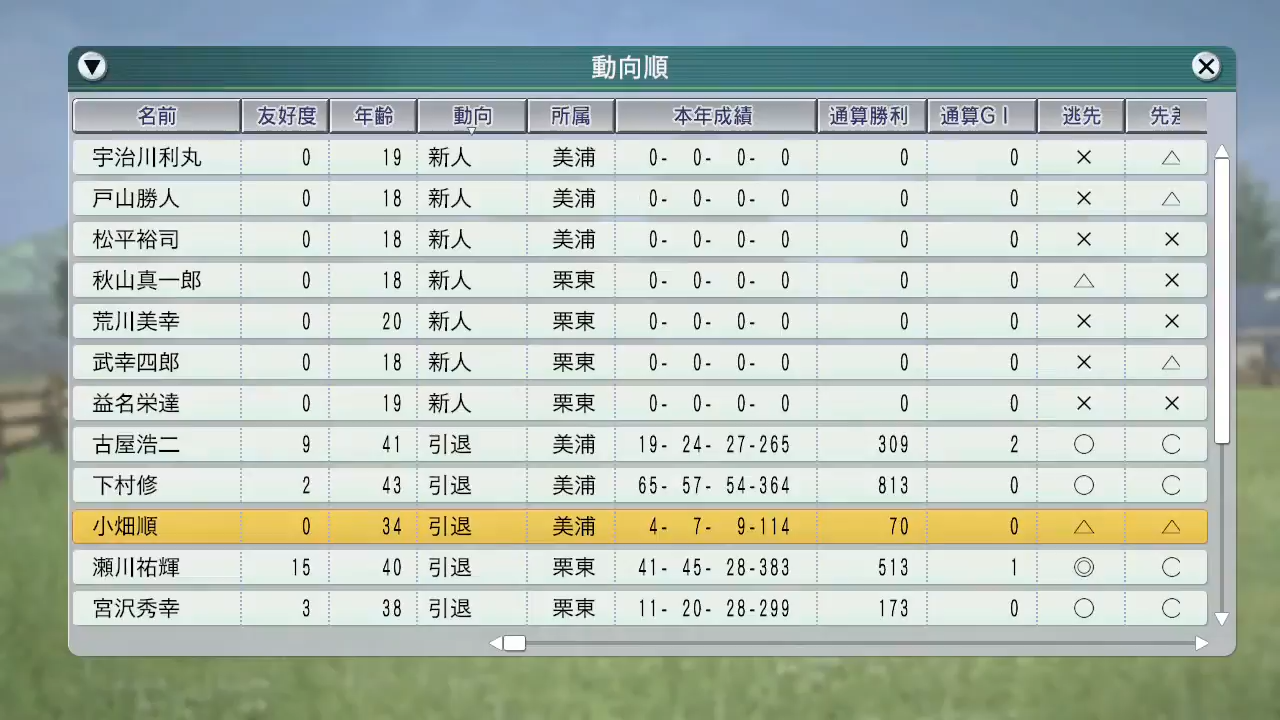 動向順
名前 友好度 年齢 動向 所属 本年成績 通算勝利 通算GⅠ 逃先 先差
宇治川利丸 0 19 新人 美浦 0- 0- 0- 0 0 0 × △
戸山勝人 0 18 新人 美浦 0- 0- 0- 0 0 0 × △
松平裕司 0 18 新人 美浦 0- 0- 0- 0 0 0 × ×
秋山真一郎 0 18 新人 栗東 0- 0- 0- 0 0 0 △ ×
荒川美幸 0 20 新人 栗東 0- 0- 0- 0 0 0 × ×
武幸四郎 0 18 新人 栗東 0- 0- 0- 0 0 0 × △
益名栄達 0 19 新人 栗東 0- 0- 0- 0 0 0 × ×
古屋浩二 9 41 引退 美浦 19- 24- 27-265 309 2 ○ ○
下村修 2 43 引退 美浦 65- 57- 54-364 813 0 ○ ○
小畑順 0 34 引退 美浦 4- 7- 9-114 70 0 △ △
瀬川祐輝 15 40 引退 栗東 41- 45- 28-383 513 1 ◎ ○
宮沢秀幸 3 38 引退 栗東 11- 20- 28-299 173 0 ○ ○